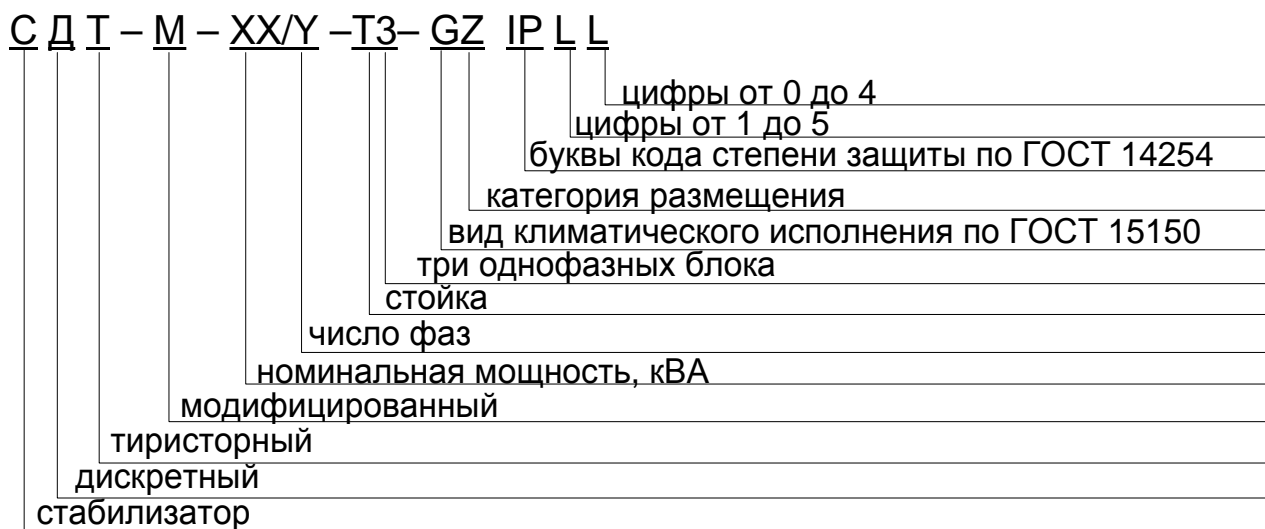 С Д Т – М – XX/Y –Т3– GZ IP L L
цифры от 0 до 4
цифры от 1 до 5
буквы кода степени защиты по ГОСТ 14254
категория размещения
вид климатического исполнения по ГОСТ 15150
три однофазных блока
стойка
число фаз
номинальная мощность, кВА
модифицированный
тиристорный
дискретный
стабилизатор